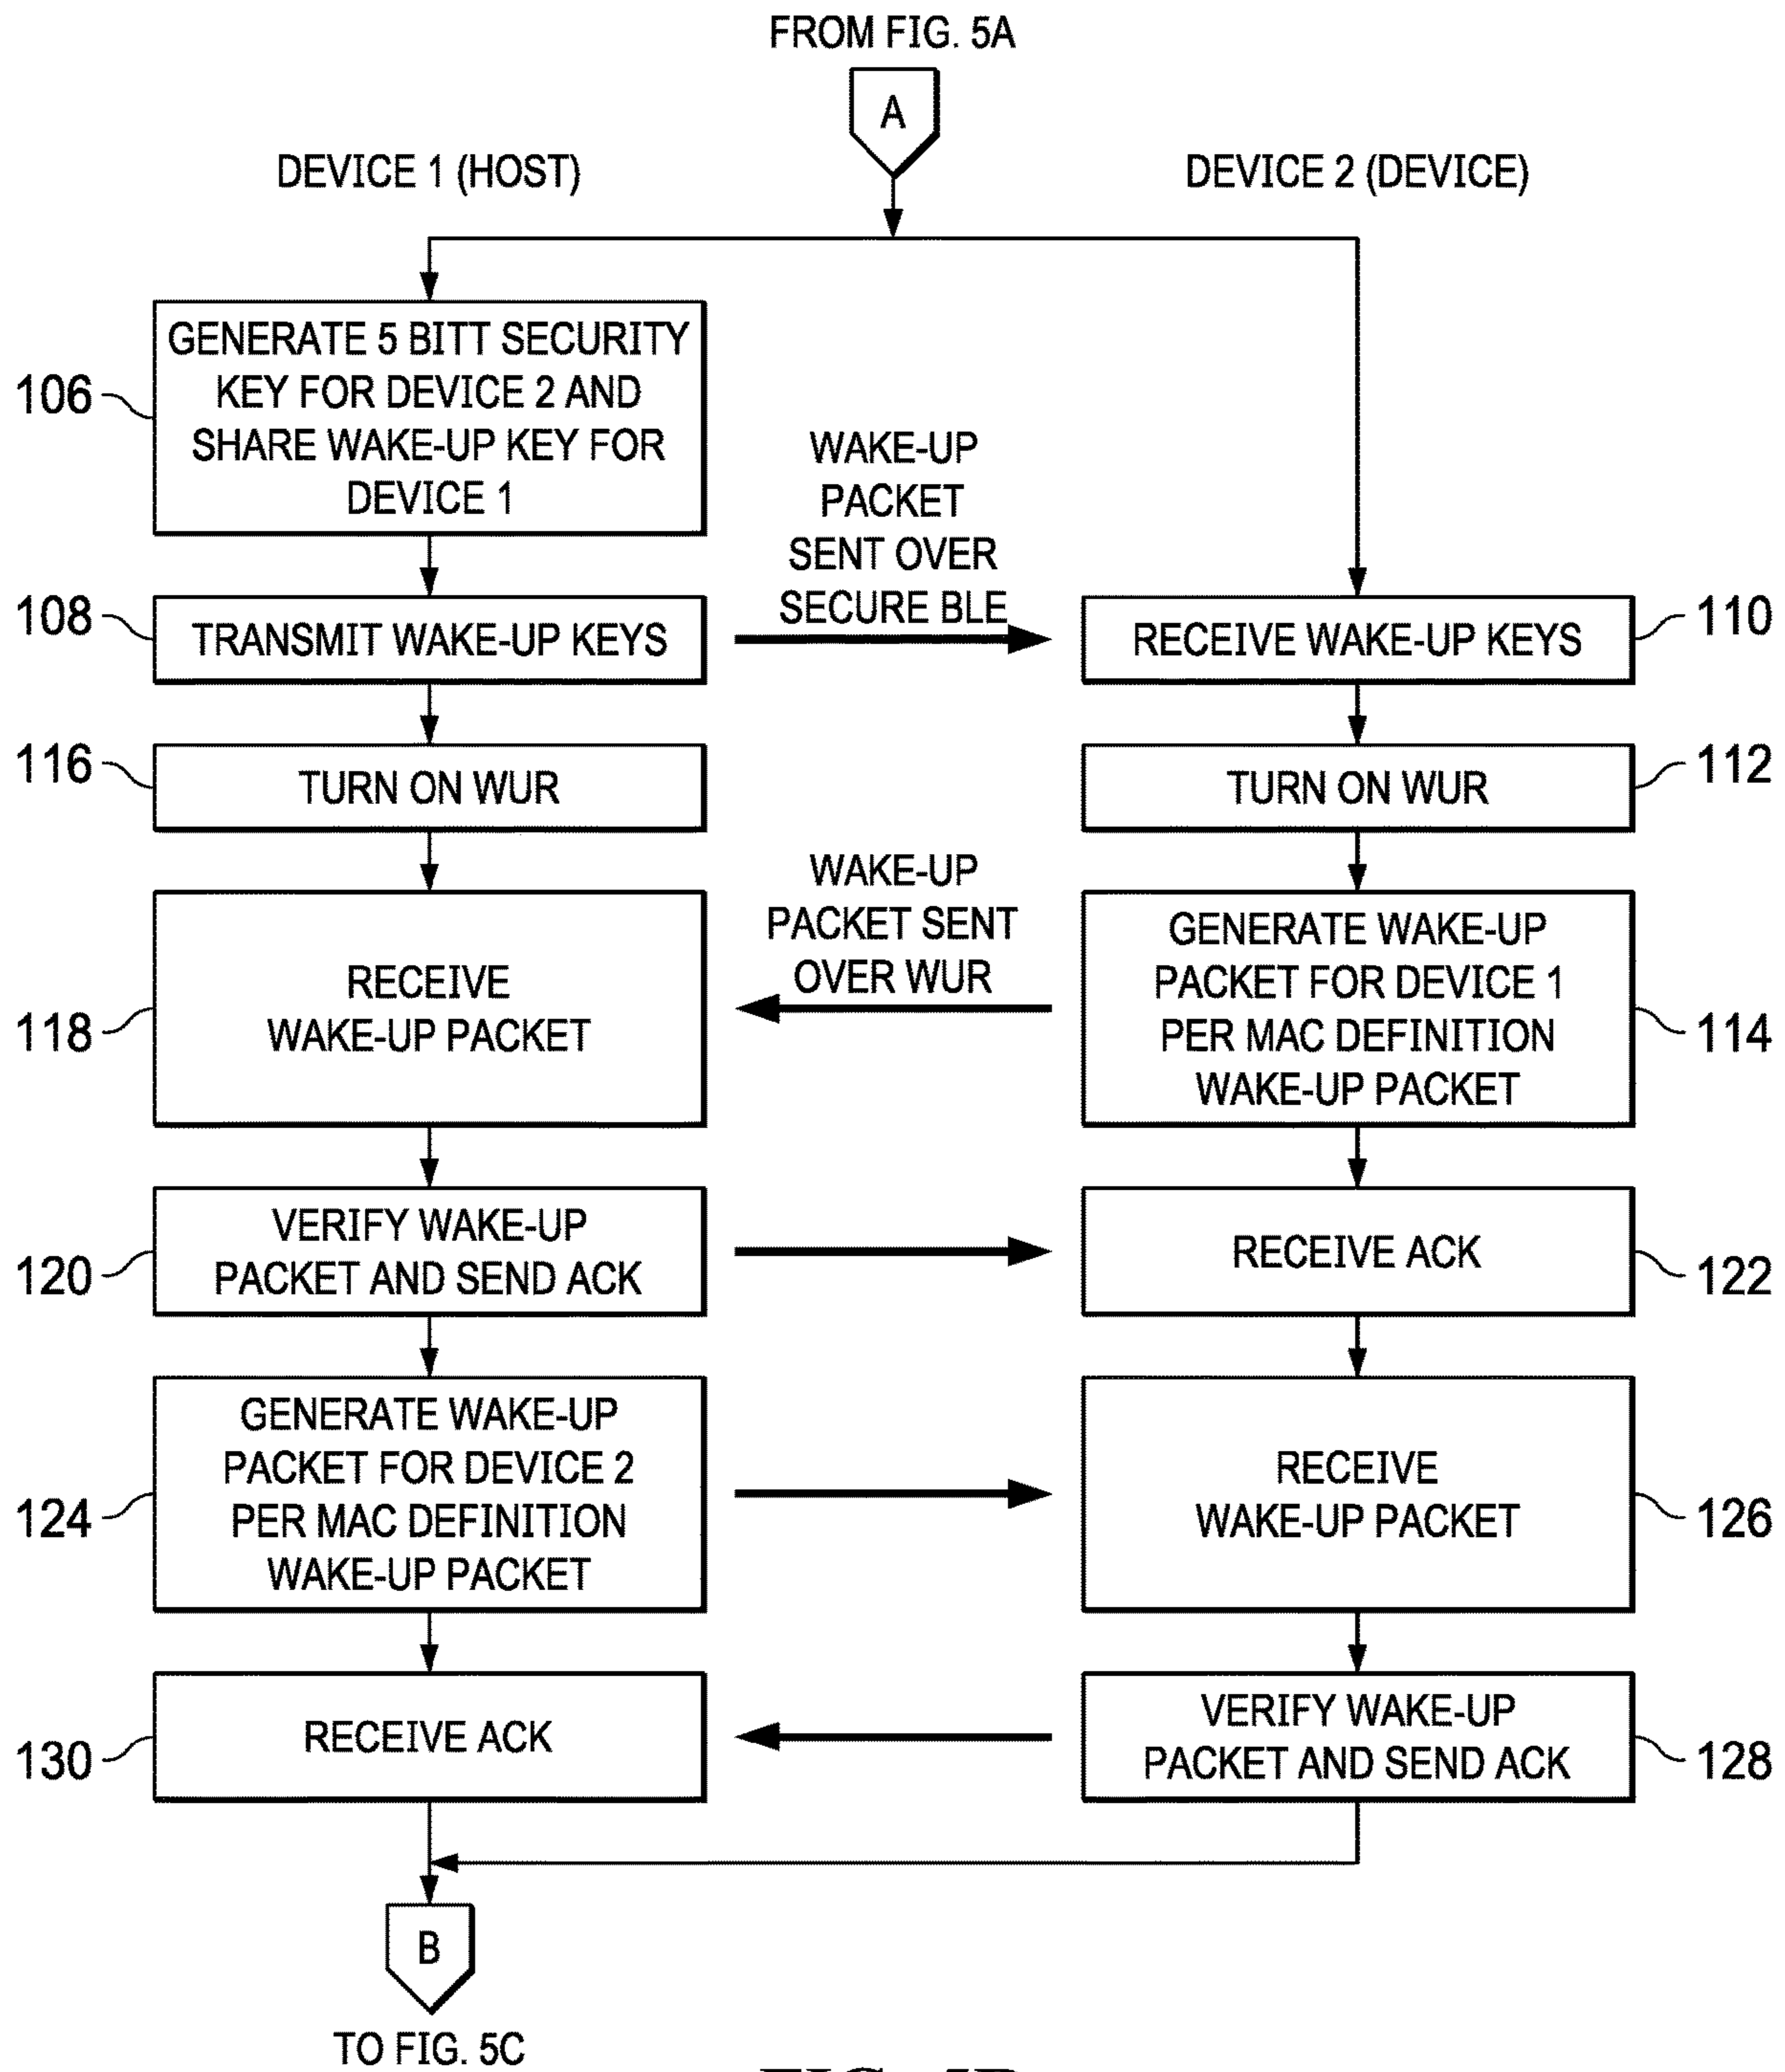 FROM FIG. 5A
A
DEVICE 1 (HOST)
DEVICE 2 (DEVICE)
GENERATE 5 BITT SECURITY
KEY FOR DEVICE 2 AND
SHARE WAKE-UP KEY FOR
DEVICE 1
106
WAKE-UP
PACKET
SENT OVER
SECURE BLE
108
TRANSMIT WAKE-UP KEYS
RECEIVE WAKE-UP KEYS
110
116
TURN ON WUR
TURN ON WUR
112
WAKE-UP
PACKET SENT
OVER WUR
118
RECEIVE
WAKE-UP PACKET
GENERATE WAKE-UP
PACKET FOR DEVICE 1
PER MAC DEFINITION
WAKE-UP PACKET
114
120
VERIFY WAKE-UP
PACKET AND SEND ACK
RECEIVE ACK
122
124
GENERATE WAKE-UP
PACKET FOR DEVICE 2
PER MAC DEFINITION
WAKE-UP PACKET
RECEIVE
WAKE-UP PACKET
126
130
RECEIVE ACK
VERIFY WAKE-UP
PACKET AND SEND ACK
128
B
TO FIG. 5C